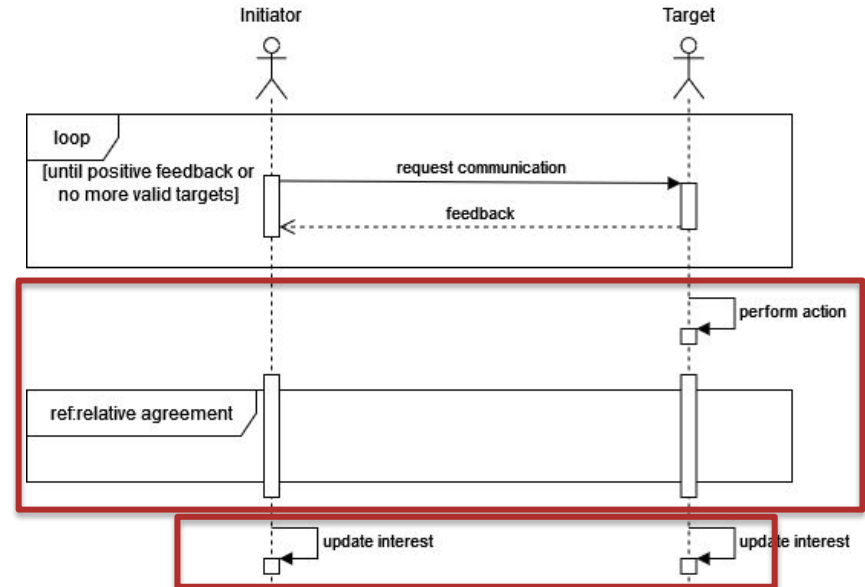 Initiator
Target
loop
[until positive feedback or
no more valid targets]
request communication
feedback
perform action
ref:relative agreement
update interest
update interest